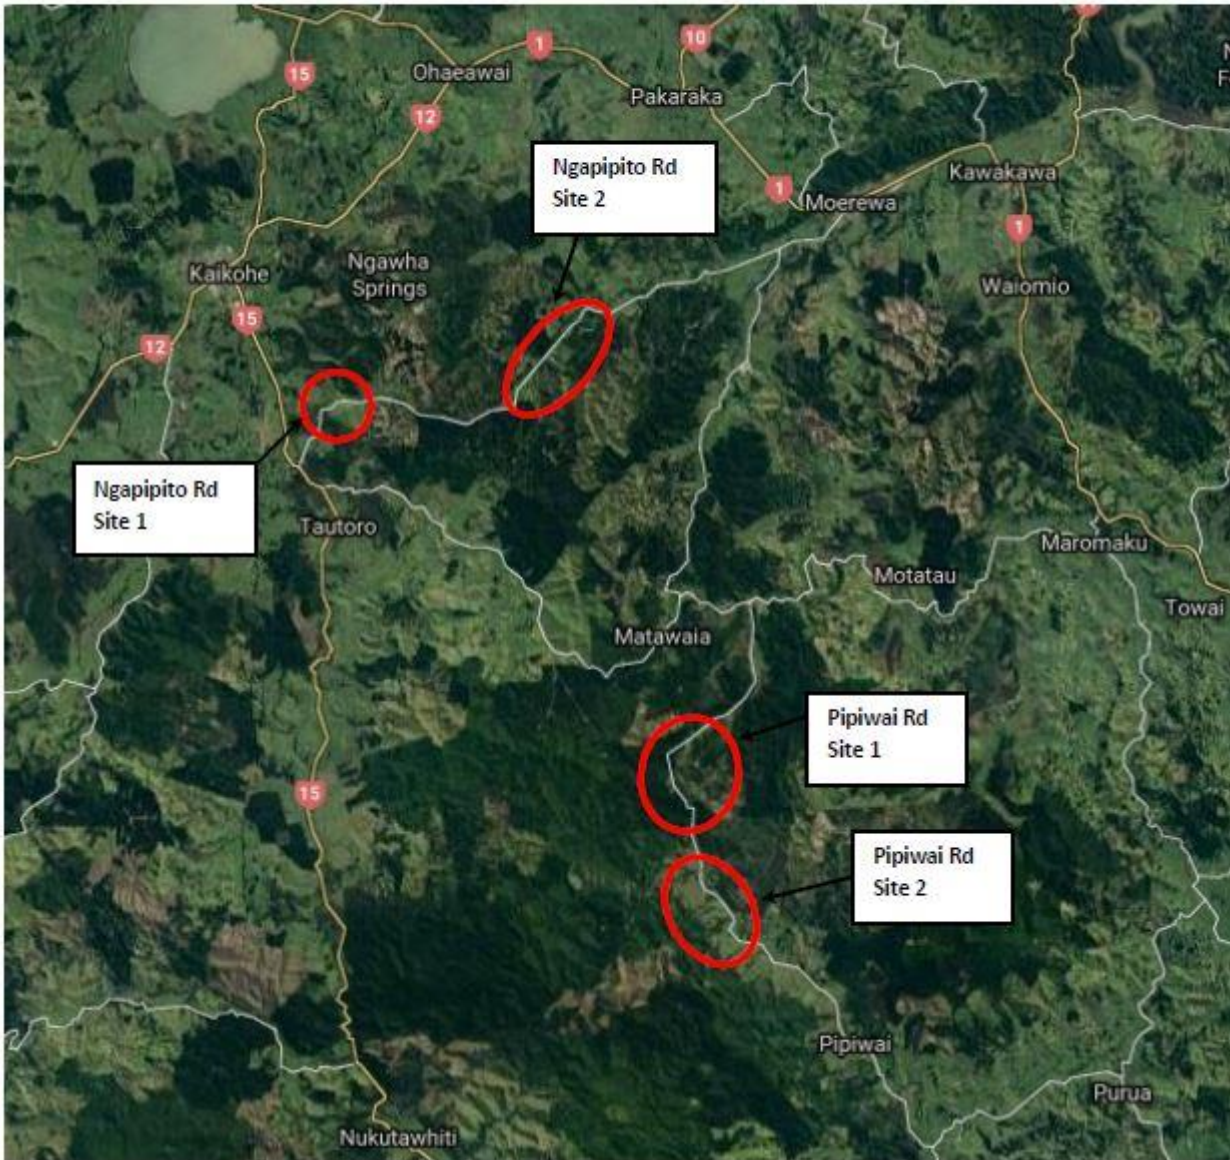 1
10
15
Ohaeawai
Pakaraka
12
Ngapipito Rd
Site 2
Kawakawa
1
Moerewa
1
Ngawha
Springs
Kaikohe
Waiomio
15
12
Ngapipito Rd
Site 1
Tautoro
Maromaku
Motatau
Towai
Matawaia
Pipiwai Rd
Site 1
15
Pipiwai Rd
Site 2
Pipiwai
Purua
Nukutawhiti